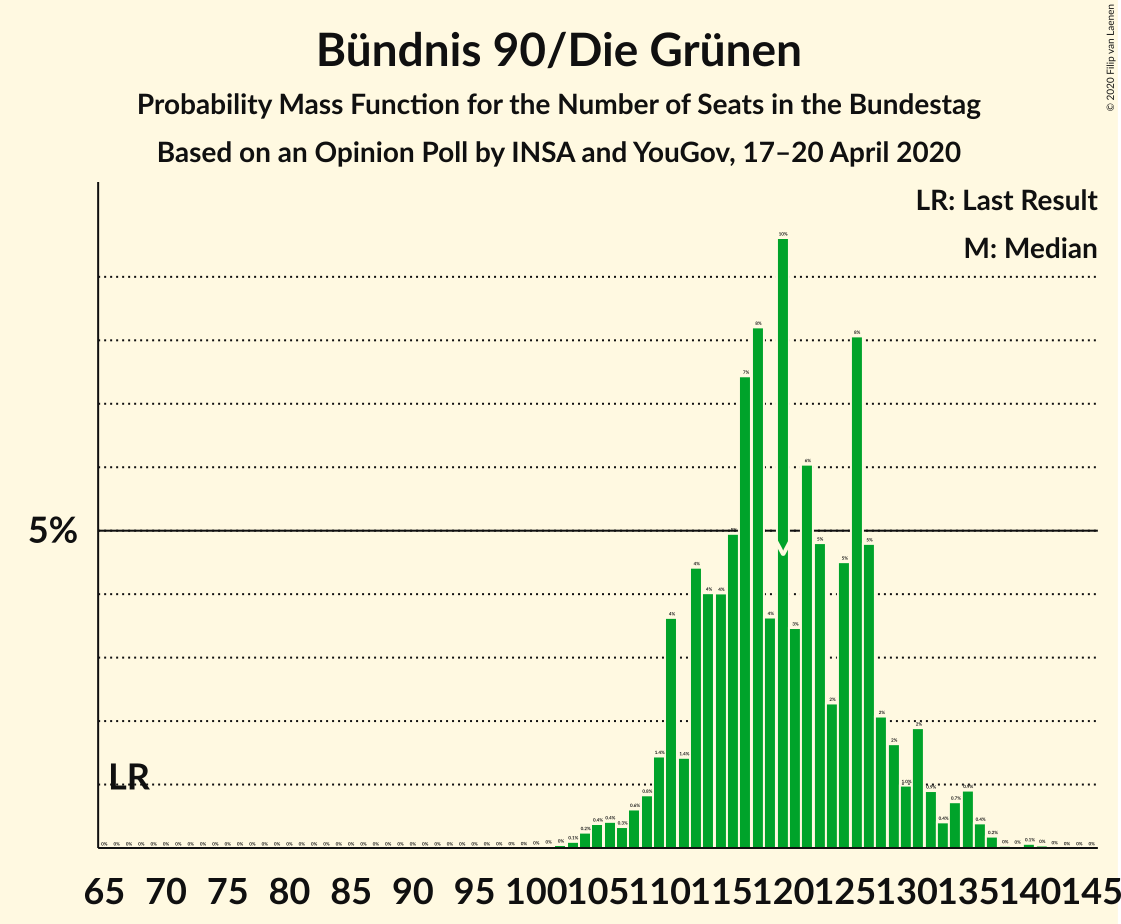 Bündnis 90/Die Grünen
Probability Mass Function for the Number of Seats in the Bundestag
Based on an Opinion Poll by INSA and YouGov, 17–20 April 2020
© 2020 Filip van Laenen
LR: Last Result
M: Median
5%
LR
M
65 70 75 80 85 90 95 100 105 110 115 120 125 130 135 140 145